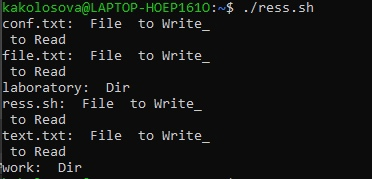 kakolosova@LAPTOP-HOEP161O:~$ ./ress.sh
conf.txt:  File  to Write_
 to Read
file.txt:  File  to Write_
 to Read
laboratory:  Dir
ress.sh:  File  to Write_
 to Read
text.txt:  File  to Write_
 to Read
work:  Dir